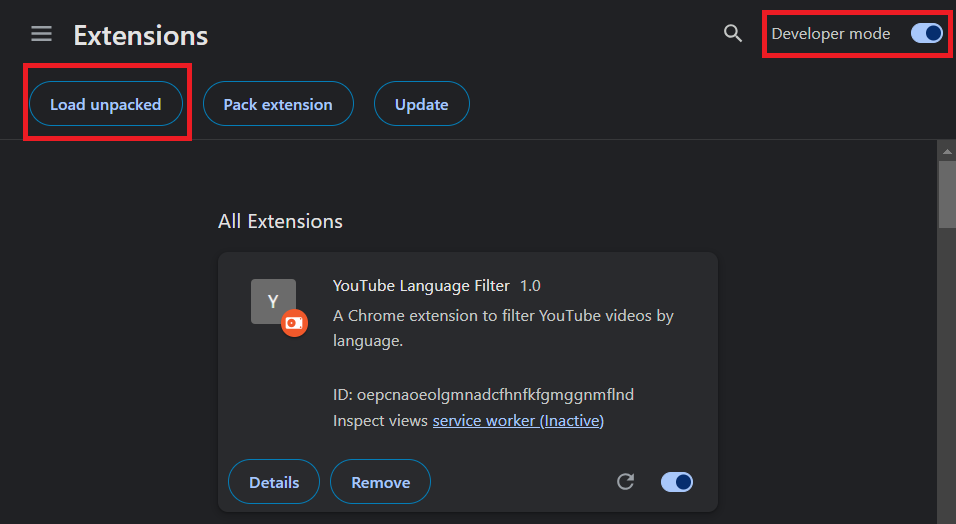 Extensions
Developer mode
Load unpacked
Pack extension
Update
All Extensions
Y
YouTube Language Filter 1.0
A Chrome extension to filter YouTube videos by
language.
ID: oepcnaoeolgmnadcfhnfkfgmggnmflnd
Inspect views service worker (Inactive)
Details
Remove